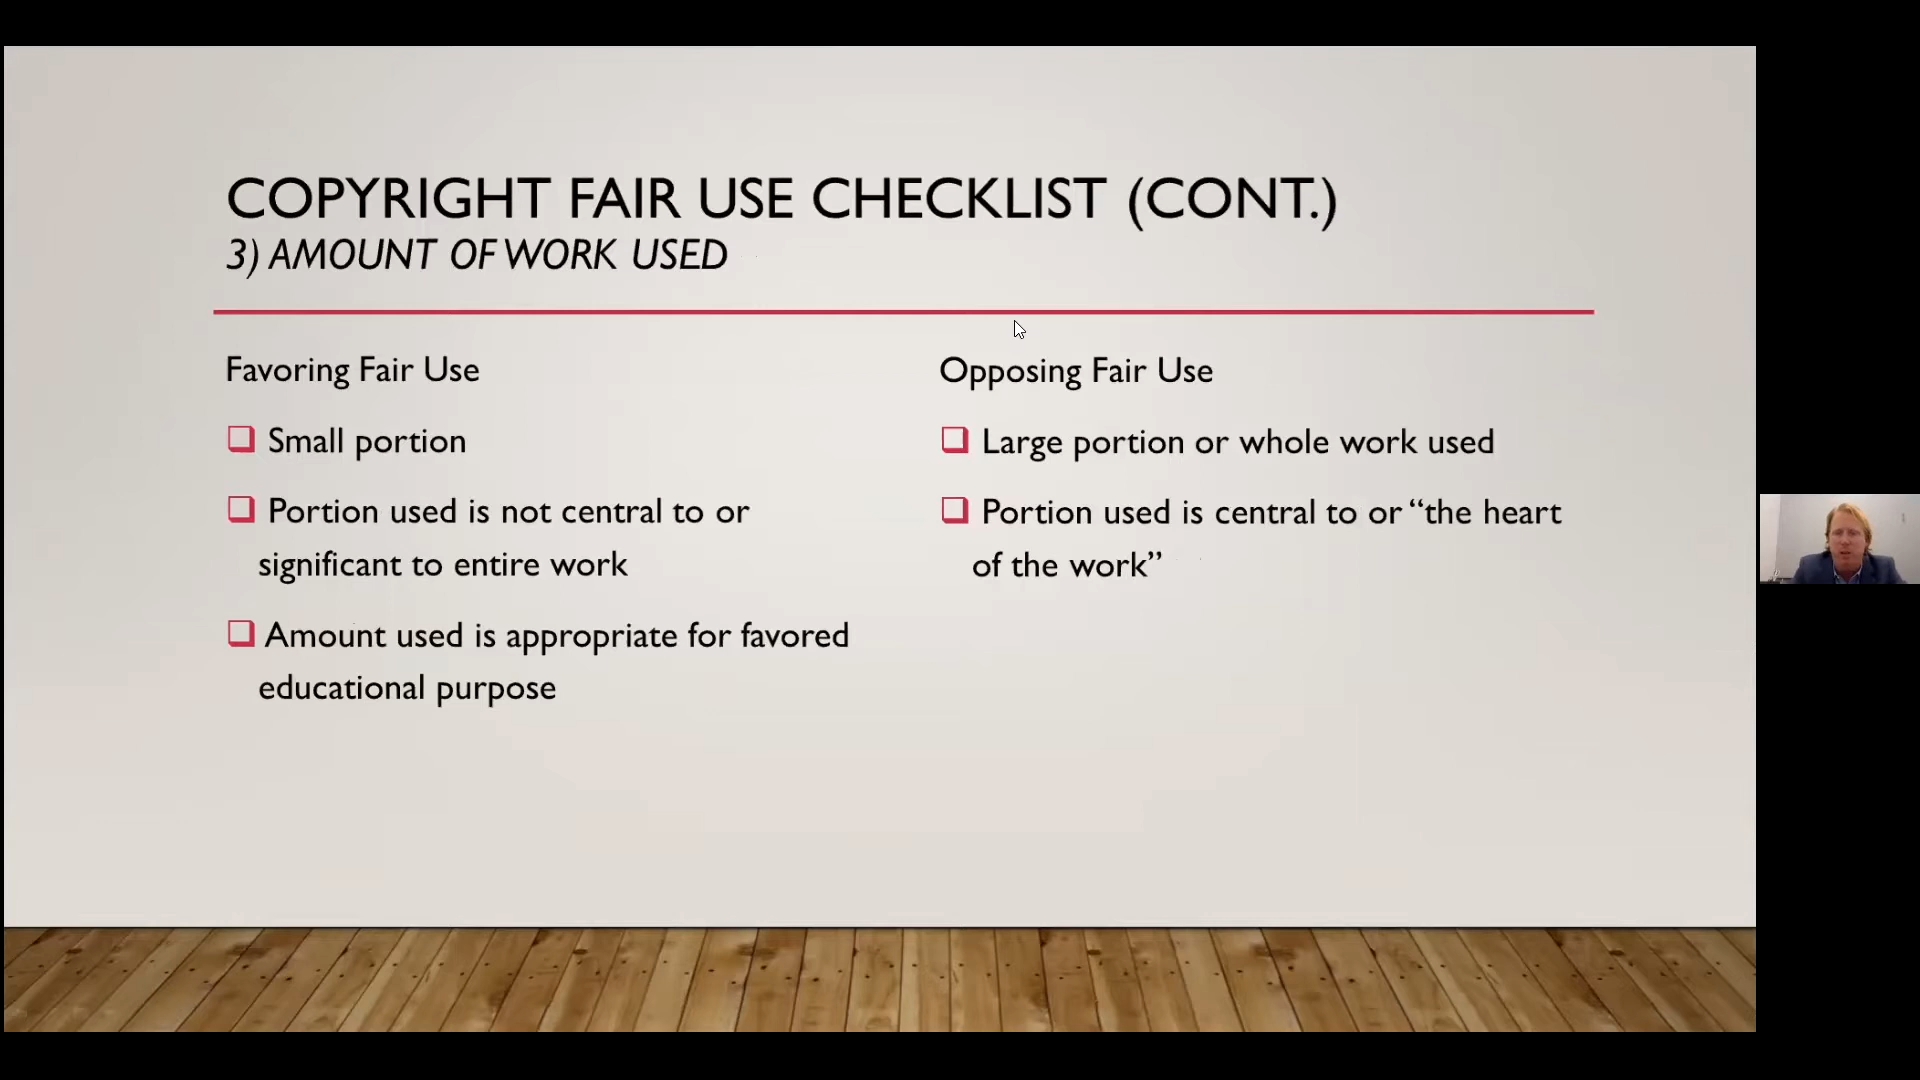 COPYRIGHT FAIR USE CHECKLIST (CONT.)
3) AMOUNT OF WORK USED
Favoring Fair Use
Small portion
Portion used is not central to or
significant to entire work
Amount used is appropriate for favored
educational purpose
Opposing Fair Use
Large portion or whole work used
Portion used is central to or “the heart
of the work”